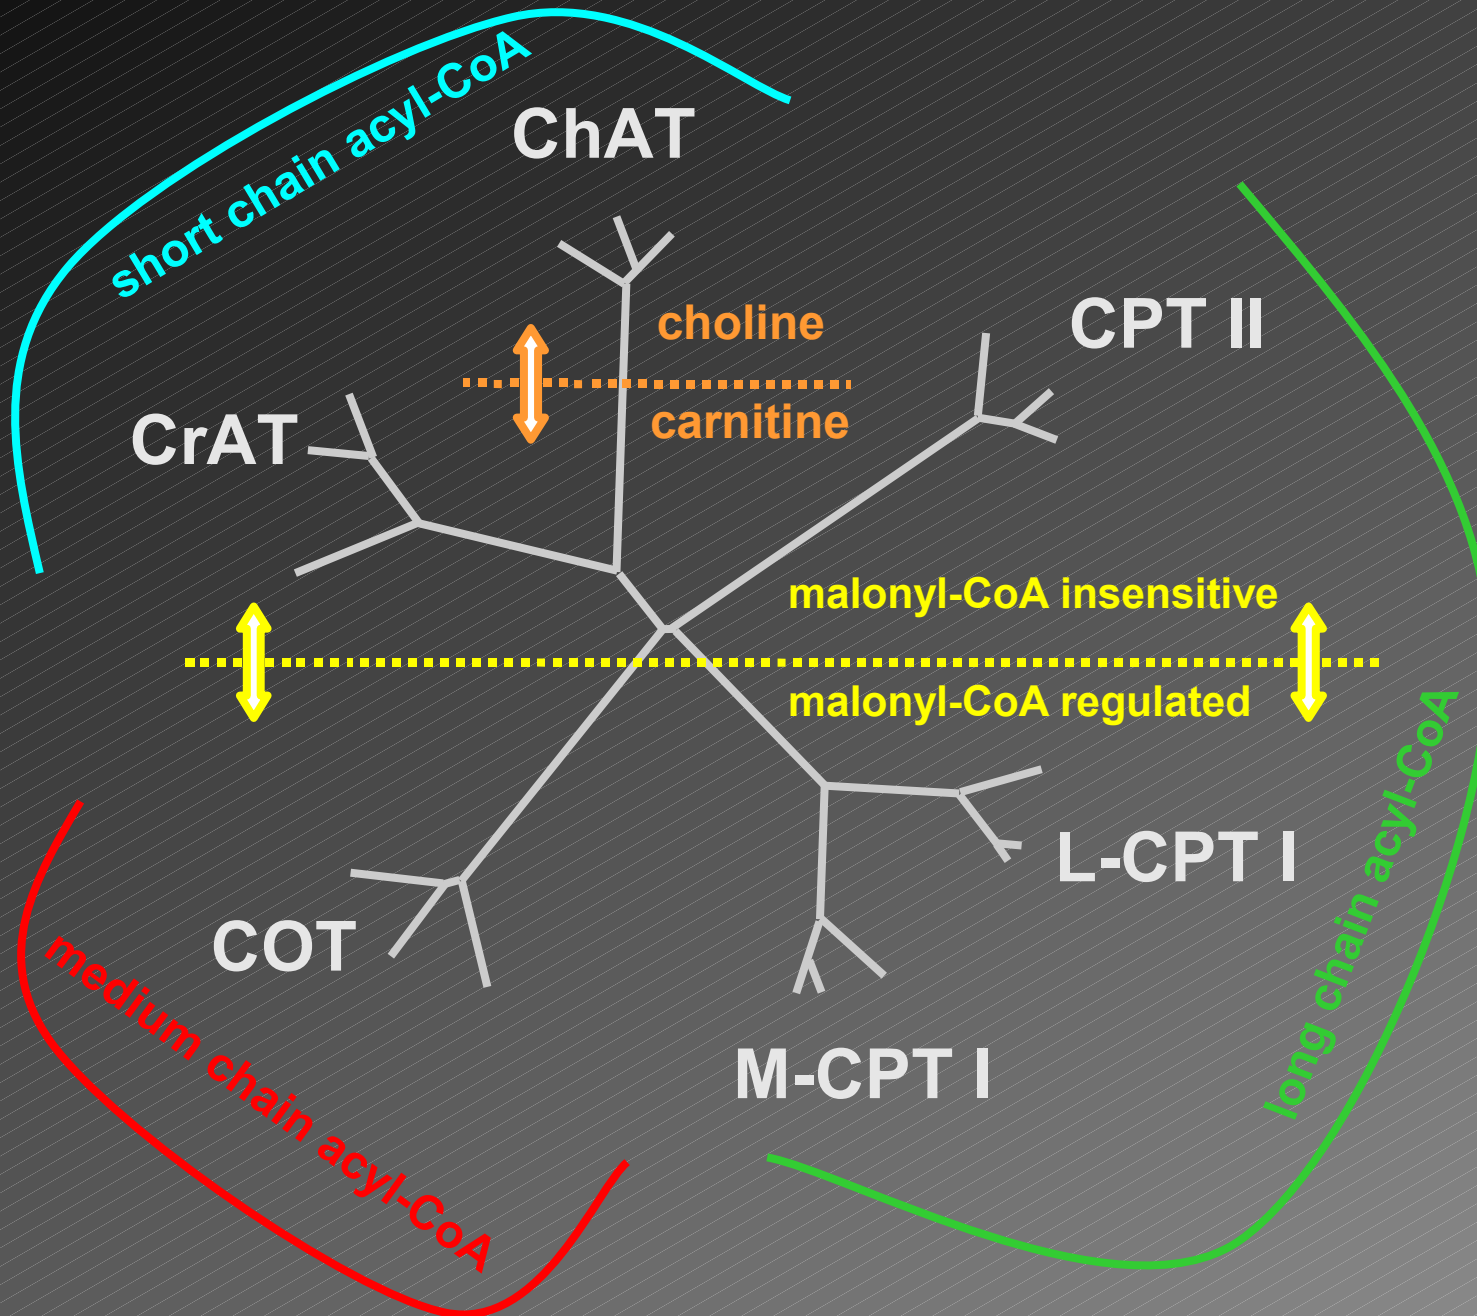 short chain acyl-CoA
ChAT
choline
carnitine
CPT II
CrAT
malonyl-CoA insensitive
malonyl-CoA regulated
L-CPT I
COT
M-CPT I
medium chain acyl-CoA
long chain acyl-CoA